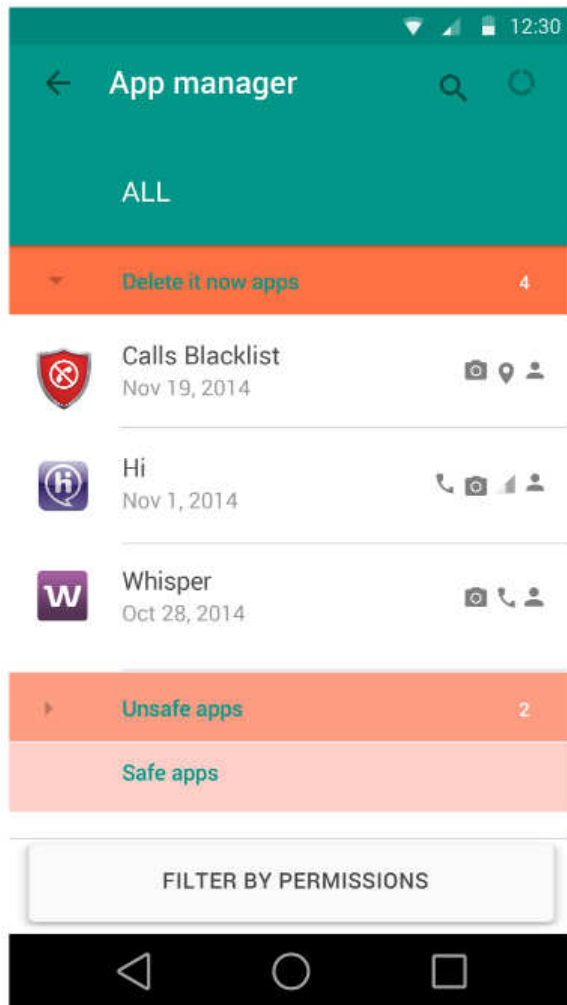 12:30
App manager
ALL
Delete it now apps 4
Calls Blacklist
Nov 19, 2014
hi
Hi
Nov 1, 2014
W
Whisper
Oct 28, 2014
Unsafe apps 2
Safe apps
FILTER BY PERMISSIONS